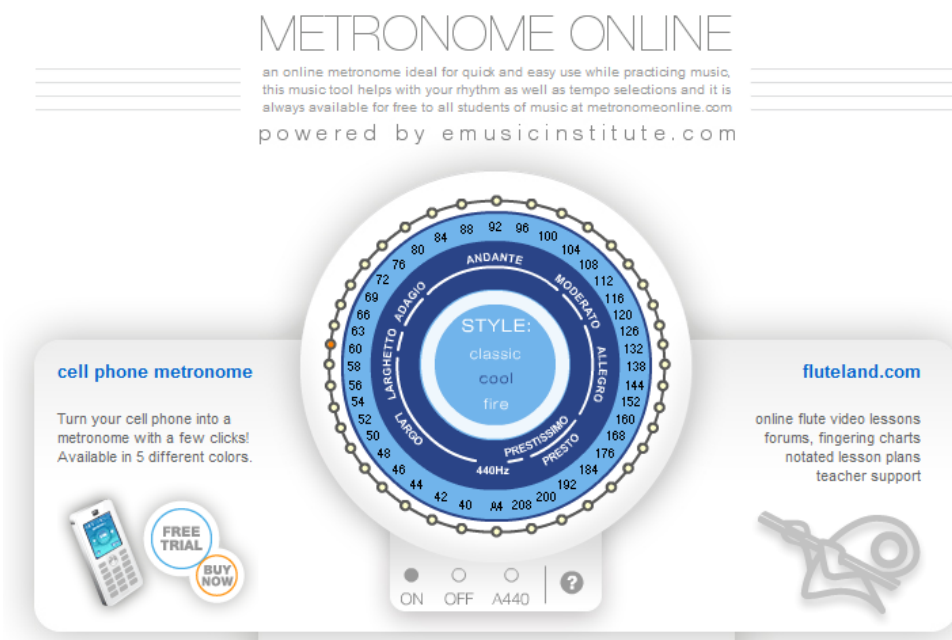 METRONOME ONLINE
an online metronome ideal for quick and easy use while practicing music,
this music tool helps with your rhythm as well as tempo selections and it is
always available for free to all students of music at metronomeonline.com
powered by emusicinstitute.com
40
42
44
46
48
50
52
54
56
58
60
63
66
69
72
76
80
84
88
92
96
100
104
108
112
116
120
126
132
138
144
152
160
168
176
184
192
200
208
A4
LARGO
LARGHETTO
ADAGIO
ANDANTE
MODERATO
ALLEGRO
PRESTO
PRESTISSIMO
440Hz
STYLE:
classic
cool
fire
ON
OFF
A440
?
cell phone metronome
Turn your cell phone into a
metronome with a few clicks!
Available in 5 different colors.
FREE
TRIAL
BUY
NOW
fluteland.com
online flute video lessons
forums, fingering charts
notated lesson plans
teacher support